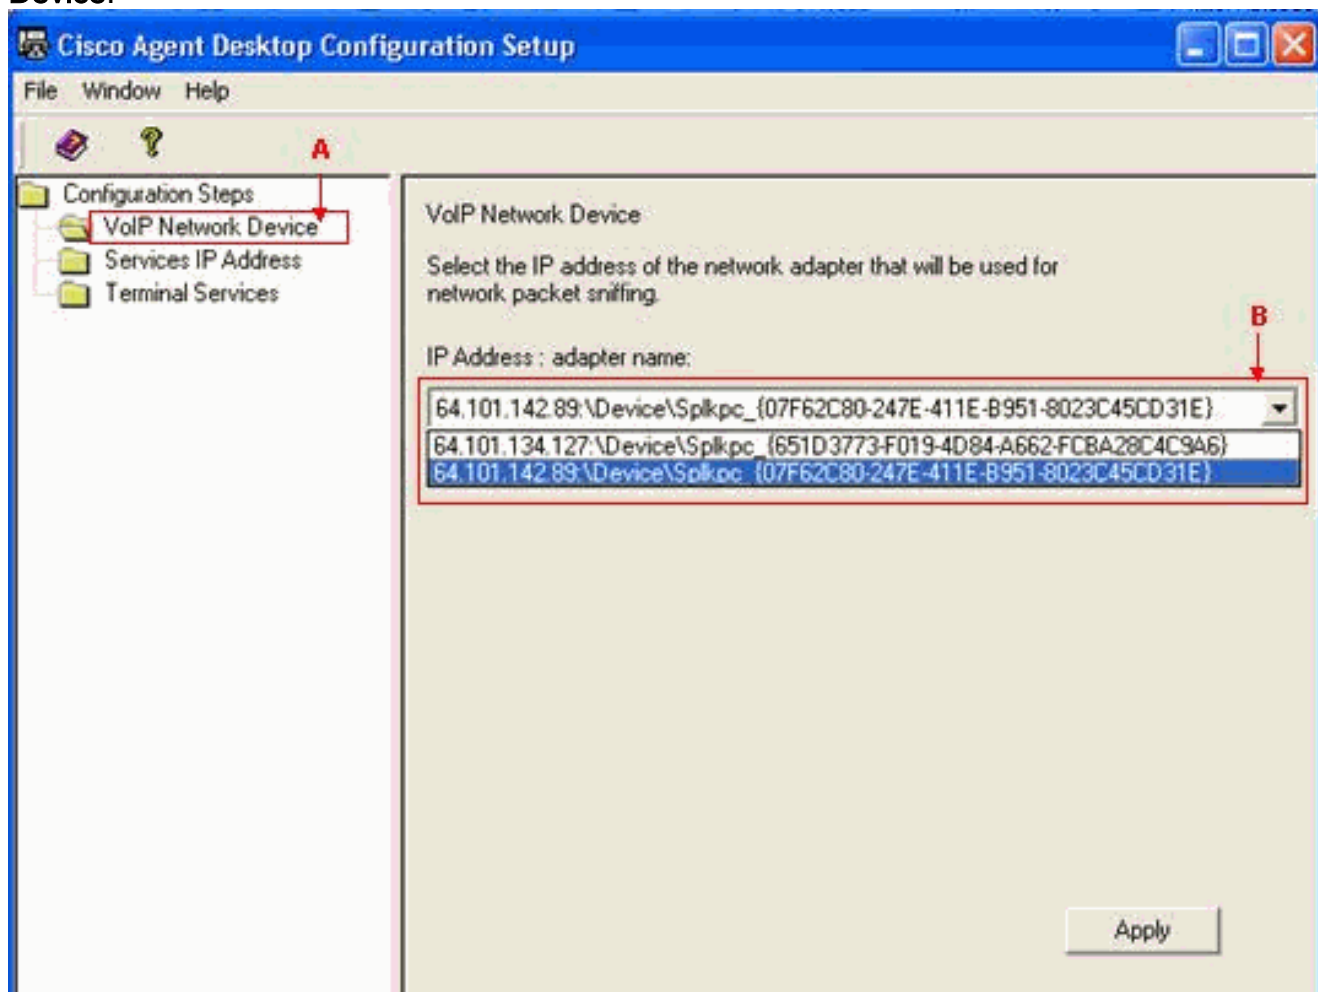 Device.
Cisco Agent Desktop Configuration Setup
File Window Help
A
Configuration Steps
VoIP Network Device
Services IP Address
Terminal Services
VoIP Network Device
Select the IP address of the network adapter that will be used for
network packet sniffing.
B
IP Address : adapter name:
64.101.142.89:\Device\Splkpc_{07F62C80-247E-411E-B951-8023C45CD31E}
64.101.134.127:\Device\Splkpc_{651D3773-F019-4D84-A662-FCBA28C4C9A6}
64.101.142.89:\Device\Splkpc_{07F62C80-247E-411E-B951-8023C45CD31E}
Apply